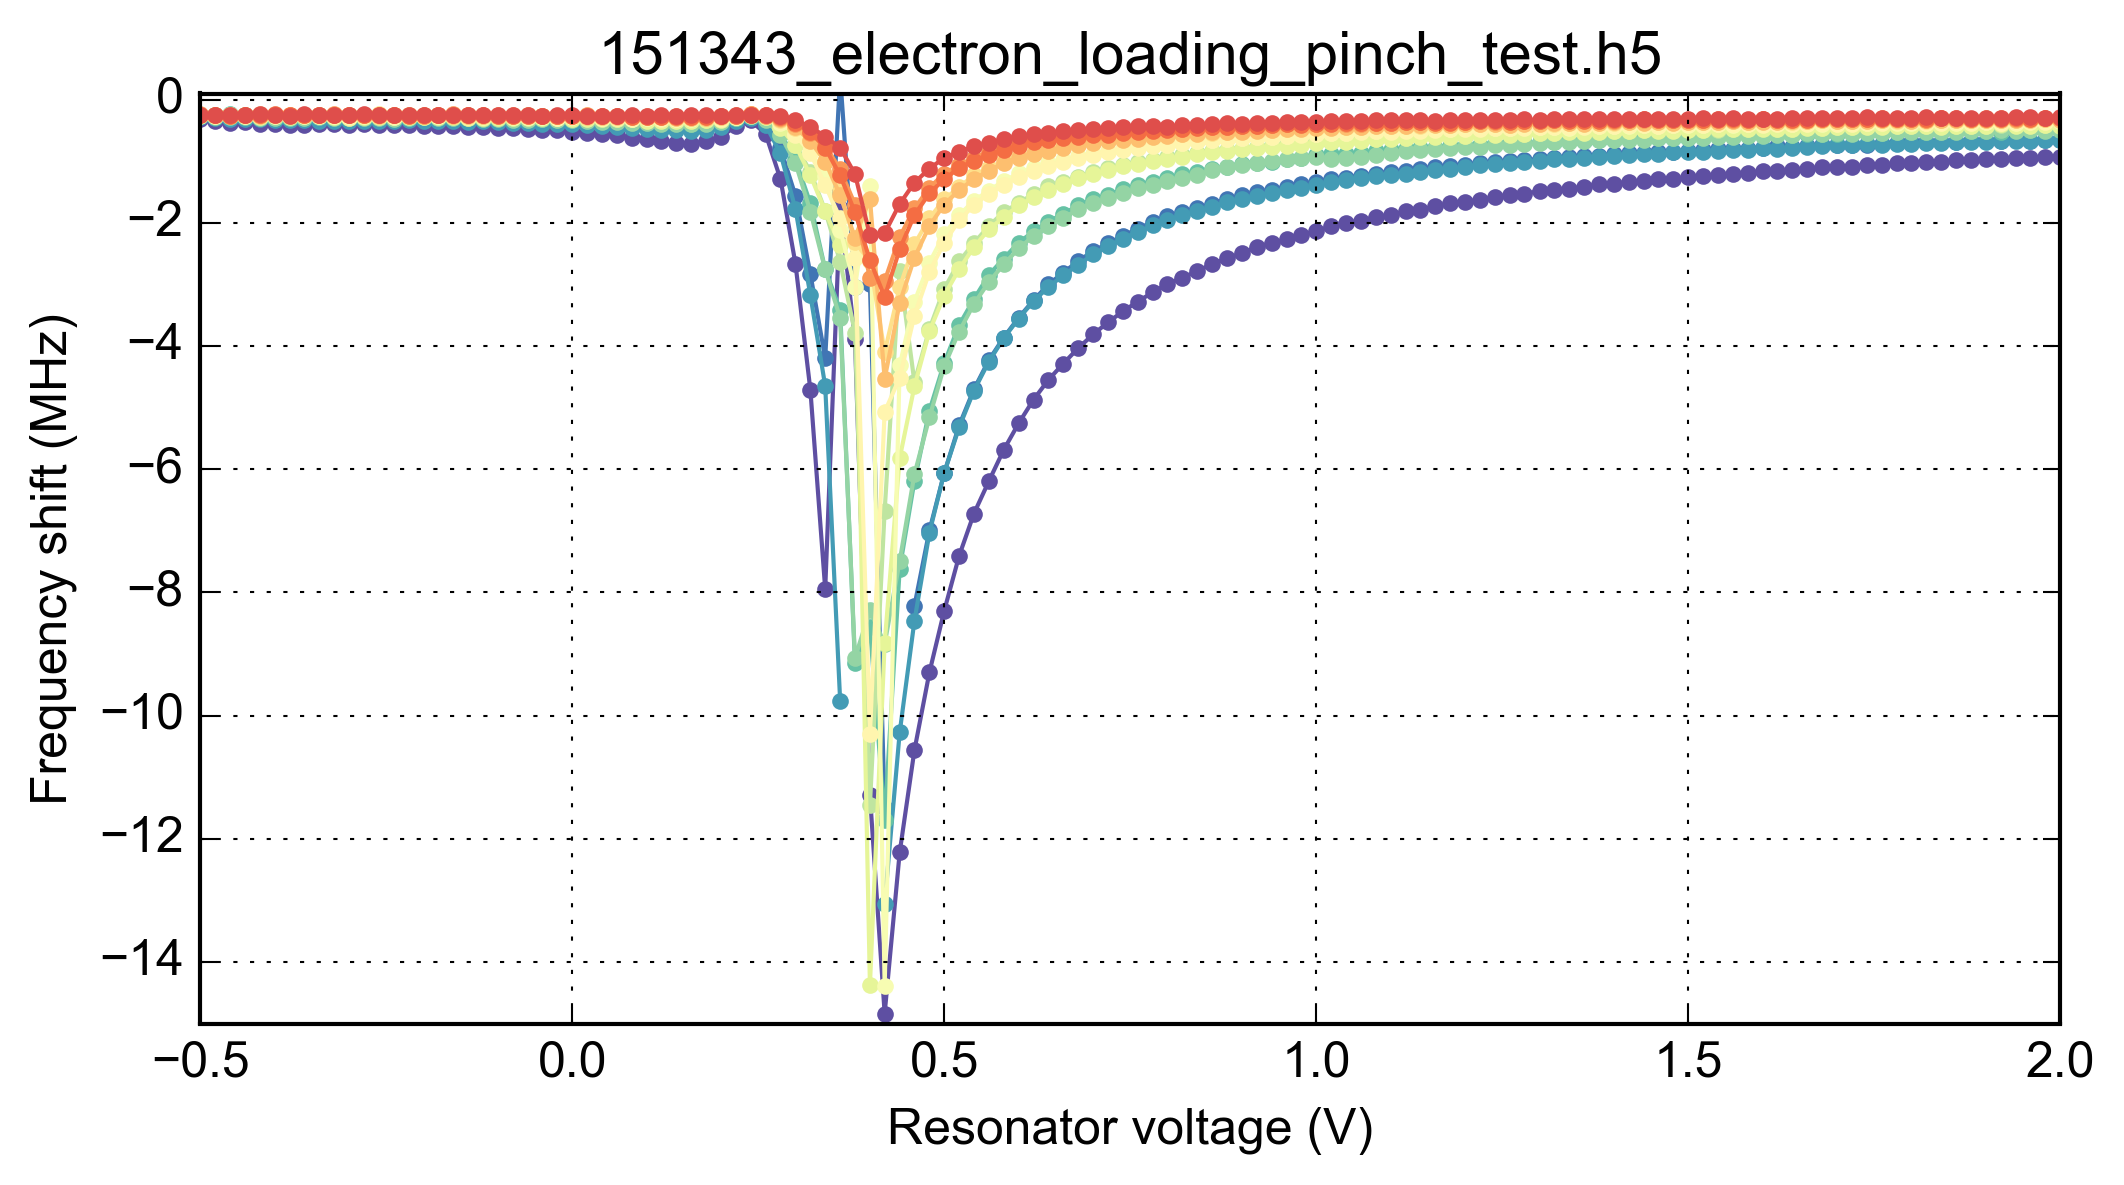 151343_electron_loading_pinch_test.h5
Frequency shift (MHz)
0
−2
−4
−6
−8
−10
−12
−14
−0.5 0.0 0.5 1.0 1.5 2.0
Resonator voltage (V)